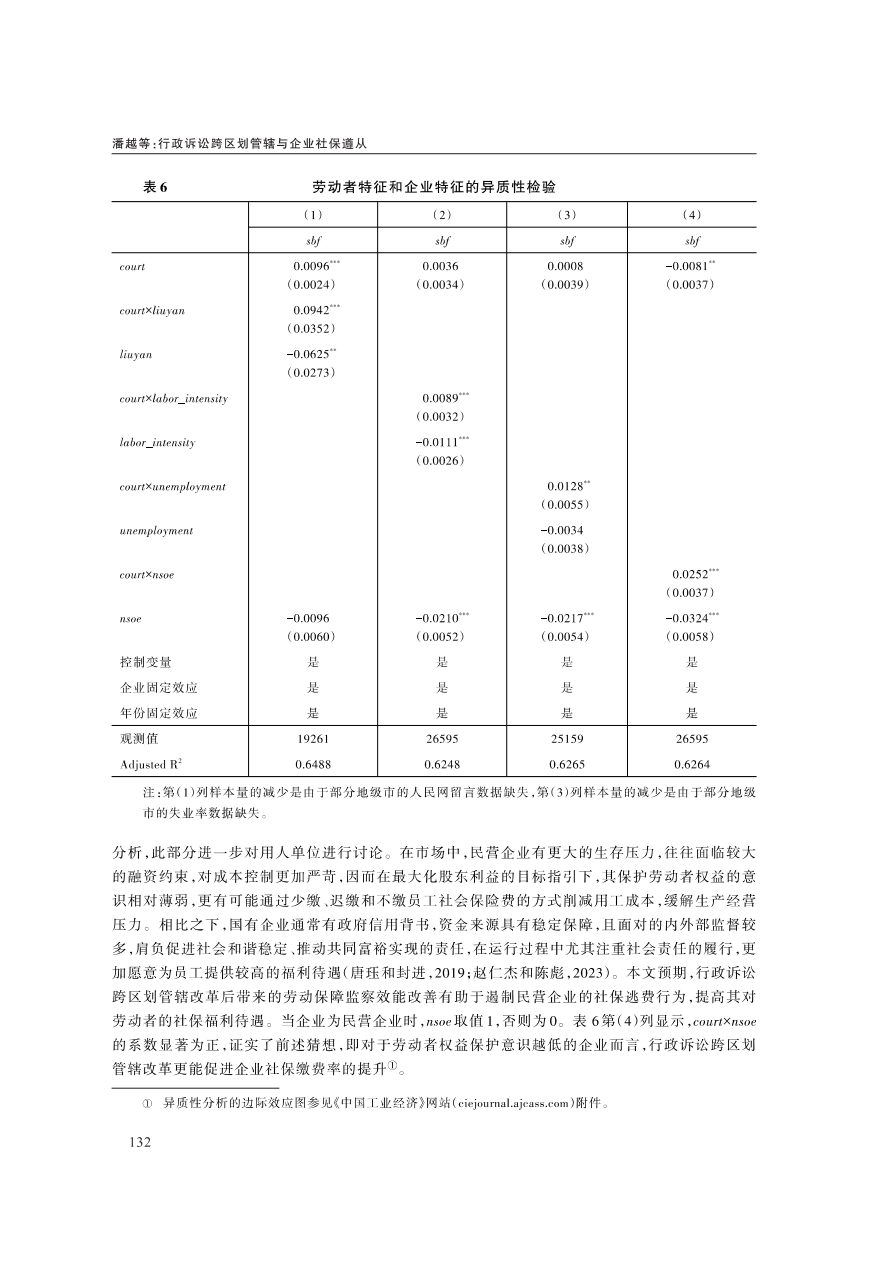 潘越等:行政诉讼跨区划管辖与企业社保遵从
表 6 劳动者特征和企业特征的异质性检验
(1) (2) (3) (4)
sbf sbf sbf sbf
court 0.0096*** 0.0036 0.0008 -0.0081**
(0.0024) (0.0034) (0.0039) (0.0037)
court×liuyan 0.0942***
(0.0352)
liuyan -0.0625**
(0.0273)
court×labor_intensity 0.0089***
(0.0032)
labor_intensity -0.0111***
(0.0026)
court×unemployment 0.0128**
(0.0055)
unemployment -0.0034
(0.0038)
court×nsoe 0.0252***
(0.0037)
nsoe -0.0096 -0.0210*** -0.0217*** -0.0324***
(0.0060) (0.0052) (0.0054) (0.0058)
控制变量 是 是 是 是
企业固定效应 是 是 是 是
年份固定效应 是 是 是 是
观测值 19261 26595 25159 26595
Adjusted R² 0.6488 0.6248 0.6265 0.6264
注:第(1)列样本量的减少是由于部分地级市的人民网留言数据缺失,第(3)列样本量的减少是由于部分地级
市的失业率数据缺失。
分析,此部分进一步对用人单位进行讨论。在市场中,民营企业有更大的生存压力,往往面临较大
的融资约束,对成本控制更加严苛,因而在最大化股东利益的目标指引下,其保护劳动者权益的意
识相对薄弱,更有可能通过少缴、迟缴和不缴员工社会保险费的方式削减用工成本,缓解生产经营
压力。相比之下,国有企业通常有政府信用背书,资金来源具有稳定保障,且面对的内外部监督较
多,肩负促进社会和谐稳定、推动共同富裕实现的责任,在运行过程中尤其注重社会责任的履行,更
加愿意为员工提供较高的福利待遇(唐珏和封进,2019;赵仁杰和陈彪,2023)。本文预期,行政诉讼
跨区划管辖改革后带来的劳动保障监察效能改善有助于遏制民营企业的社保逃费行为,提高其对
劳动者的社保福利待遇。当企业为民营企业时,nsoe 取值 1,否则为 0。表 6第(4)列显示,court×nsoe
的系数显著为正,证实了前述猜想,即对于劳动者权益保护意识越低的企业而言,行政诉讼跨区划
管辖改革更能促进企业社保缴费率的提升①。
① 异质性分析的边际效应图参见《中国工业经济》网站(ciejournal.ajcass.com)附件。
132